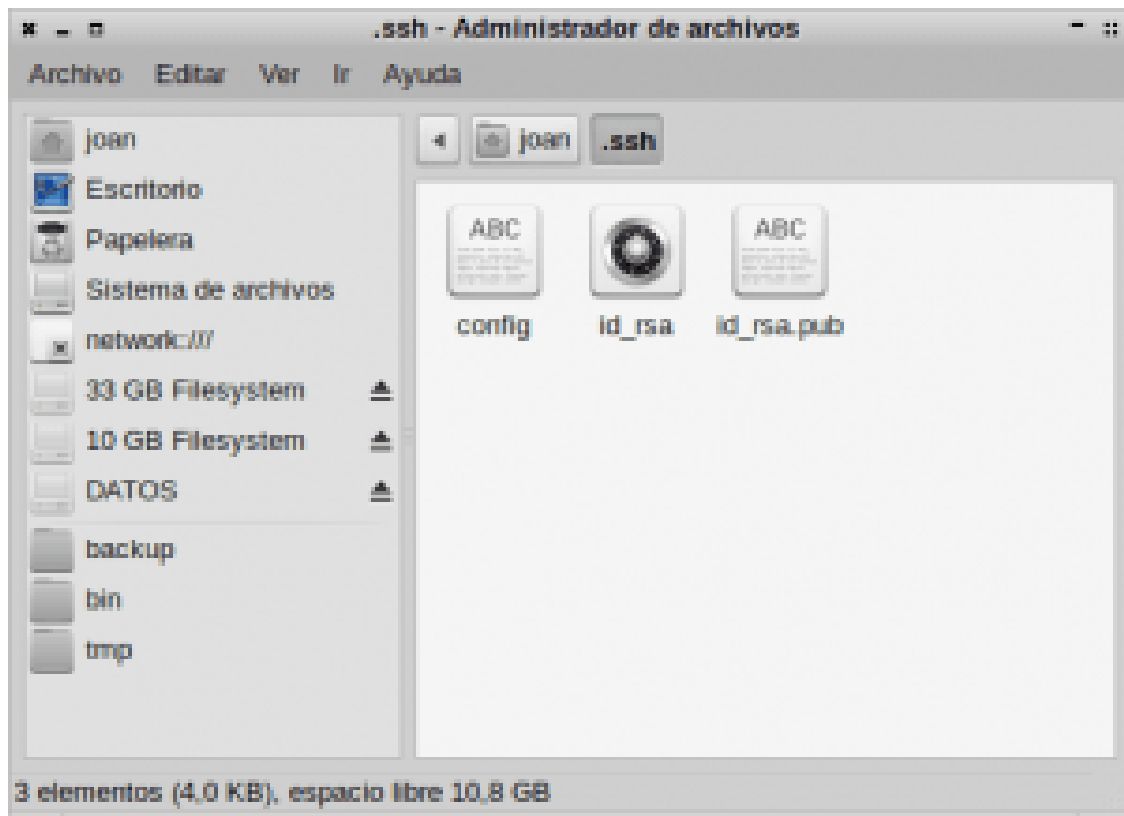 .ssh - Administrador de archivos
Archivo Editar Ver Ir Ayuda
joan
Escritorio
Papelera
Sistema de archivos
network:///
33 GB Filesystem
10 GB Filesystem
DATOS
backup
bin
tmp
joan .ssh
ABC ABC
config id_rsa id_rsa.pub
3 elementos (4,0 KB), espacio libre 10,8 GB